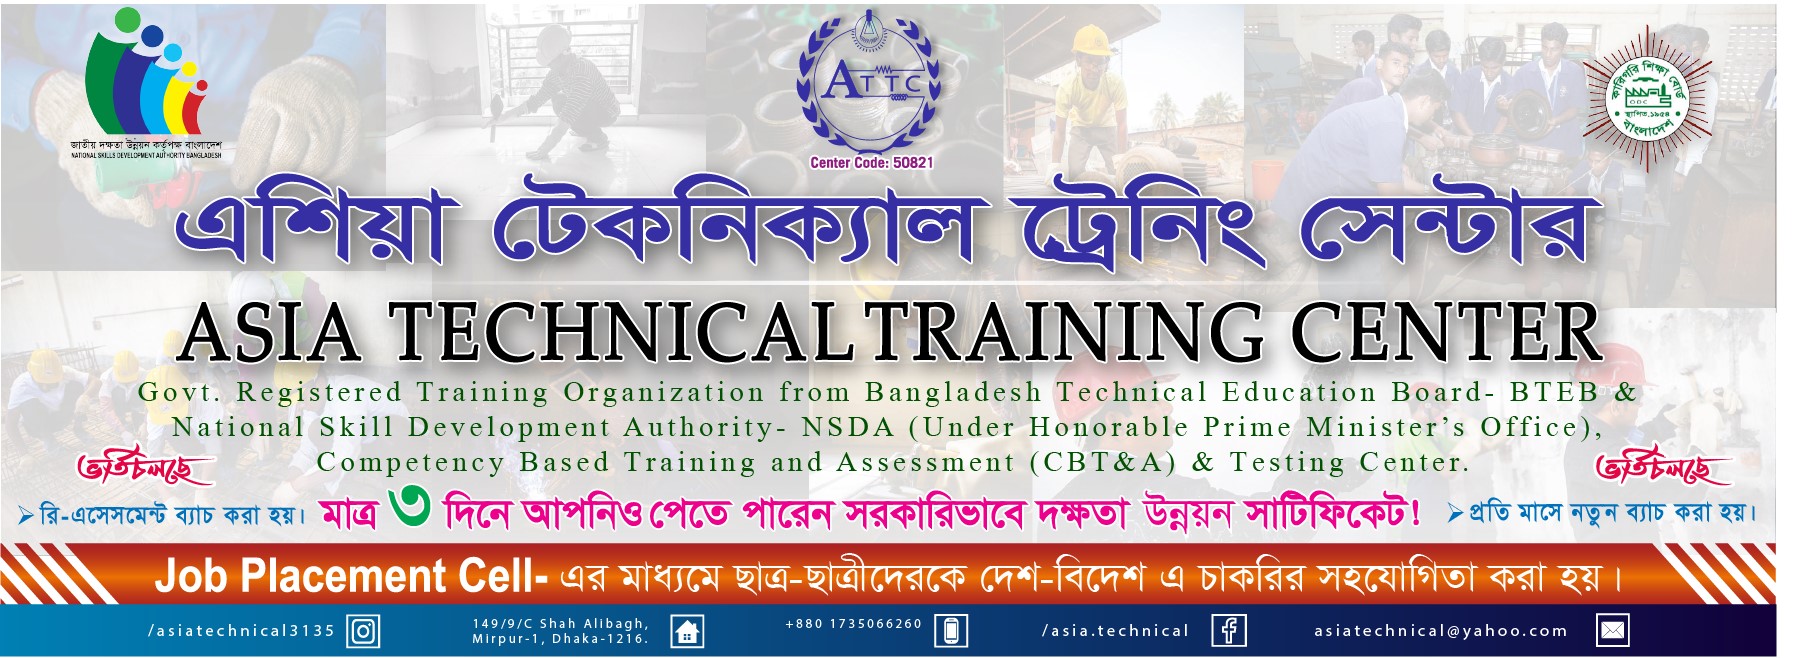 জাতীয় দক্ষতা উন্নয়ন কর্তৃপক্ষ বাংলাদেশ
NATIONAL SKILLS DEVELOPMENT AUTHORITY BANGLADESH
ATTC
Center Code: 50821
কারিগরি শিক্ষা বোর্ড
স্থাপিত.১৯৫৪
বাংলাদেশ
এশিয়া টেকনিক্যাল ট্রেনিং সেন্টার
ASIA TECHNICAL TRAINING CENTER
Govt. Registered Training Organization from Bangladesh Technical Education Board- BTEB &
National Skill Development Authority- NSDA (Under Honorable Prime Minister’s Office),
Competency Based Training and Assessment (CBT&A) & Testing Center.
ভর্তি চলছে
ভর্তি চলছে
➢ রি-এসেসমেন্ট ব্যাচ করা হয়।
মাত্র ৩ দিনে আপনিও পেতে পারেন সরকারিভাবে দক্ষতা উন্নয়ন সাটিফিকেট!
➢ প্রতি মাসে নতুন ব্যাচ করা হয়।
Job Placement Cell- এর মাধ্যমে ছাত্র-ছাত্রীদেরকে দেশ-বিদেশ এ চাকরির সহযোগিতা করা হয় ।
/asiatechnical3135
149/9/C Shah Alibagh,
Mirpur-1, Dhaka-1216.
+880 1735066260
/asia.technical
asiatechnical@yahoo.com